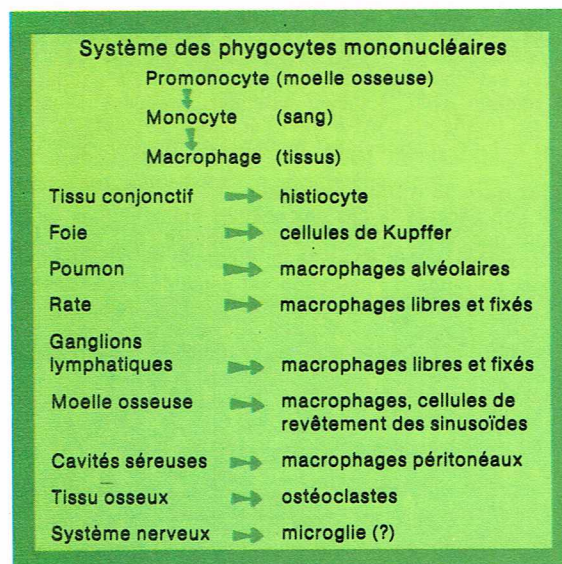 Système des phygocytes mononucléaires
Promonocyte (moelle osseuse)
Monocyte (sang)
Macrophage (tissus)
Tissu conjonctif histiocyte
Foie cellules de Kupffer
Poumon macrophages alvéolaires
Rate macrophages libres et fixés
Ganglions
lymphatiques macrophages libres et fixés
Moelle osseuse macrophages, cellules de
revêtement des sinusoïdes
Cavités séreuses macrophages péritonéaux
Tissu osseux ostéoclastes
Système nerveux microglie (?)